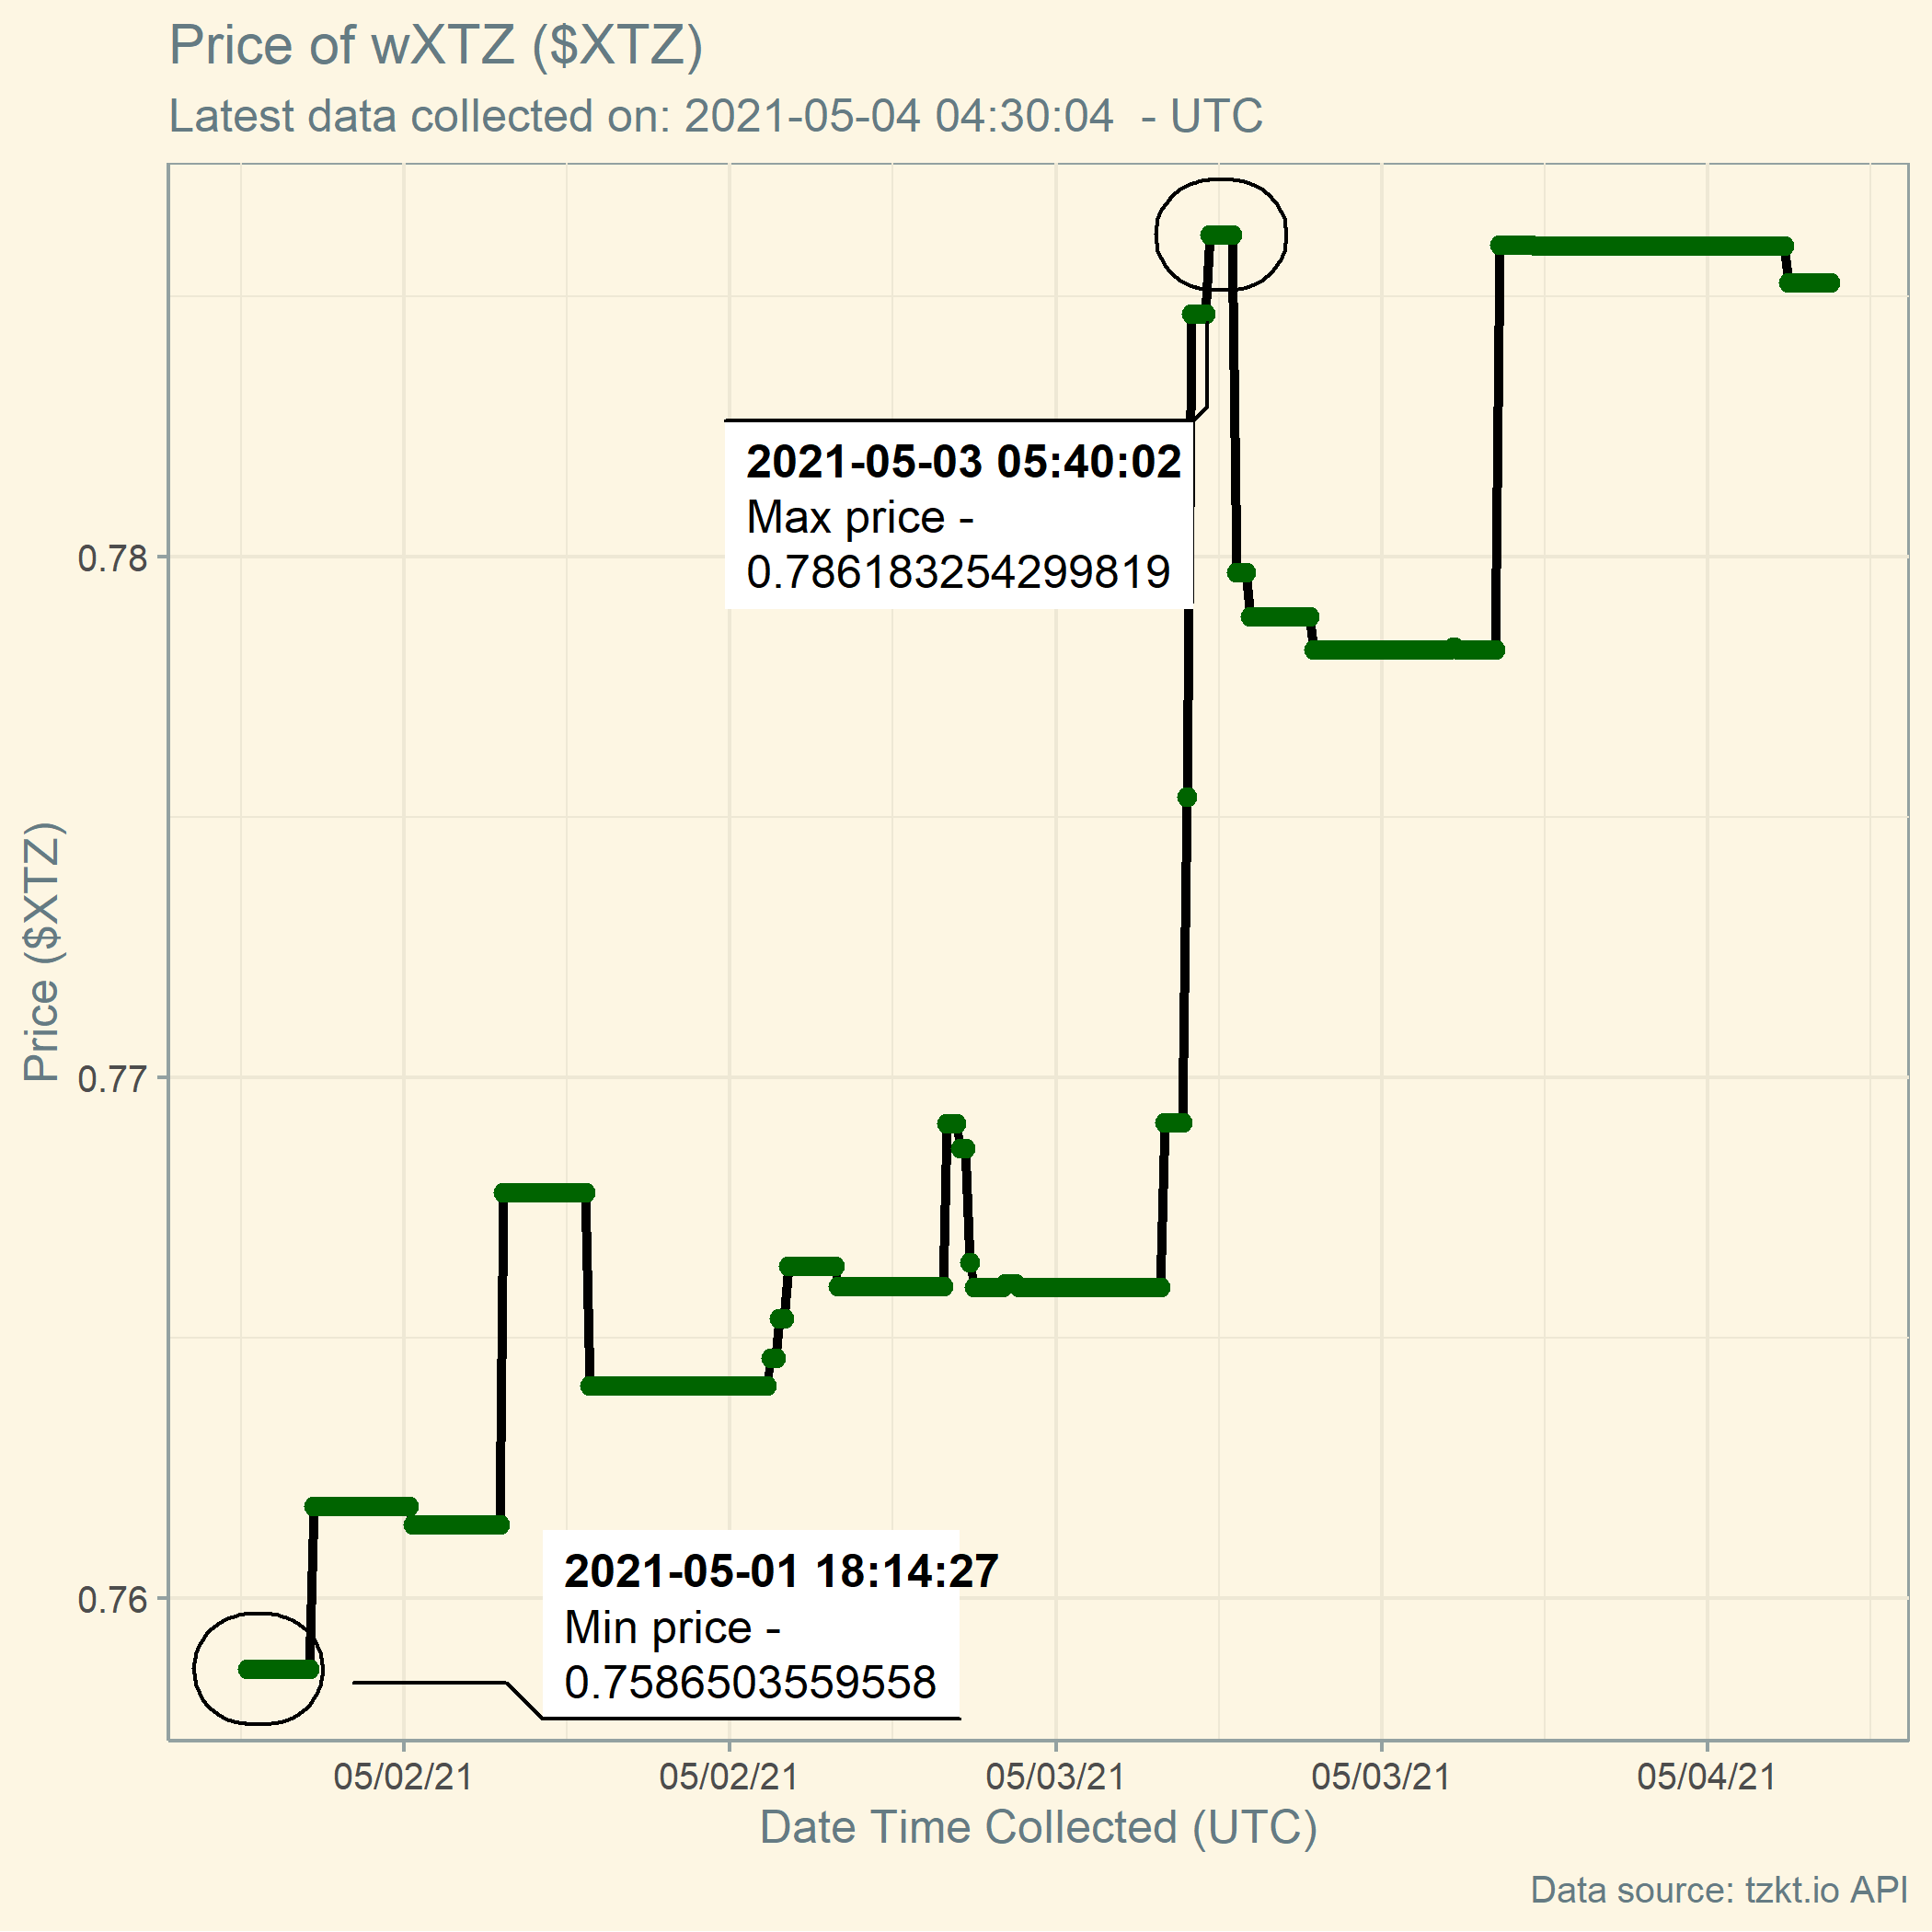 Price of wXTZ ($XTZ)
Latest data collected on: 2021-05-04 04:30:04  - UTC
2021-05-03 05:40:02
Max price -
0.786183254299819
0.78
Price ($XTZ)
0.77
2021-05-01 18:14:27
0.76
Min price -
0.7586503559558
05/02/21 05/02/21 05/03/21 05/03/21 05/04/21
Date Time Collected (UTC)
Data source: tzkt.io API